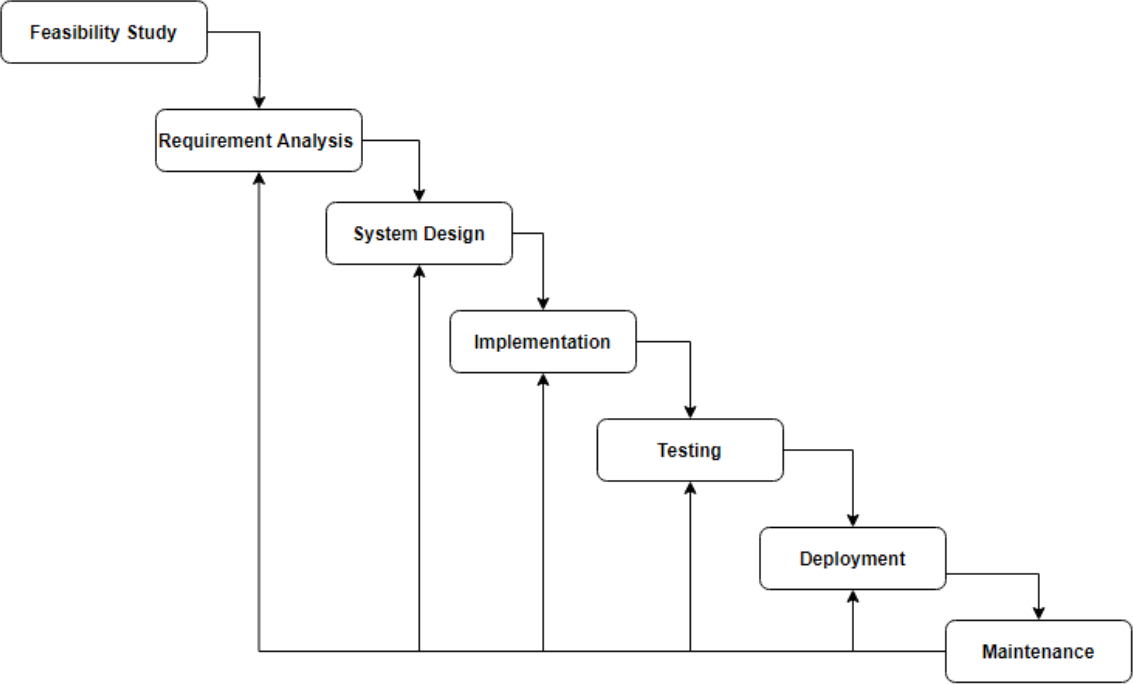 Feasibility Study
Requirement Analysis
System Design
Implementation
Testing
Deployment
Maintenance